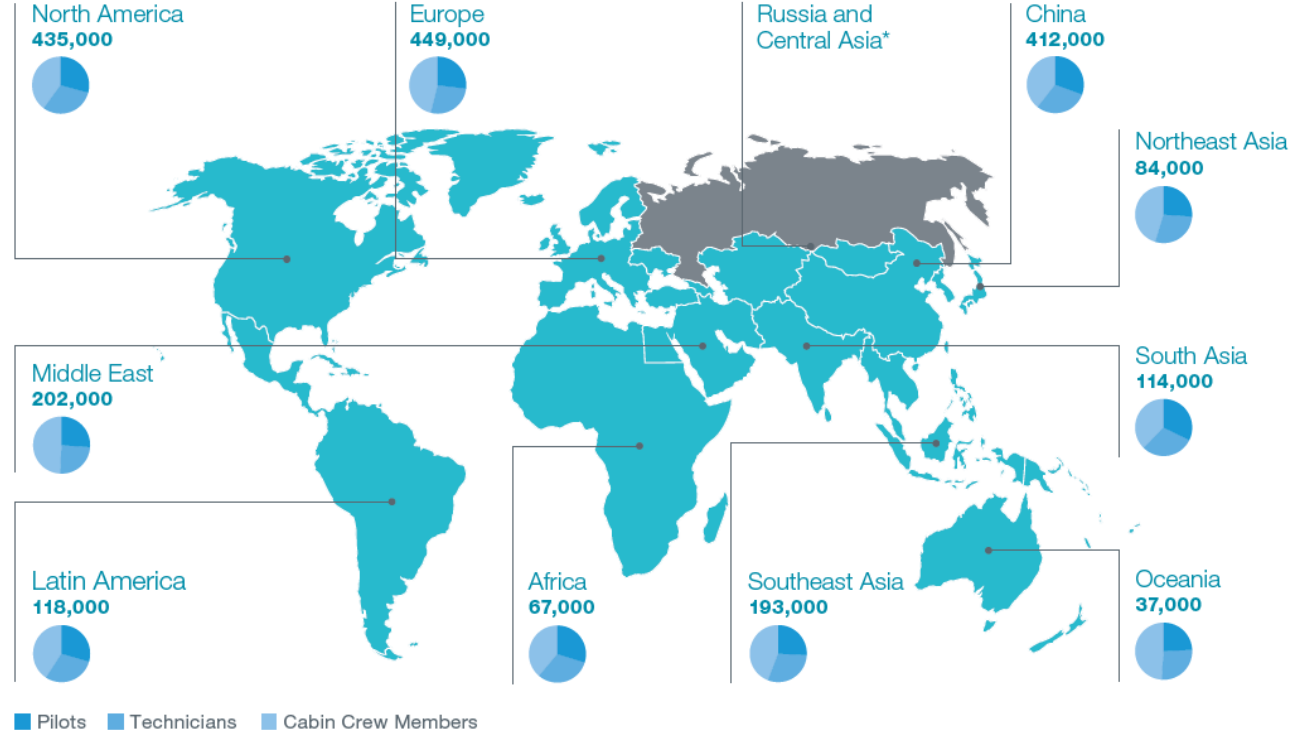 North America
435,000
Europe
449,000
Russia and
Central Asia*
China
412,000
Northeast Asia
84,000
Middle East
202,000
South Asia
114,000
Latin America
118,000
Africa
67,000
Southeast Asia
193,000
Oceania
37,000
Pilots
Technicians
Cabin Crew Members